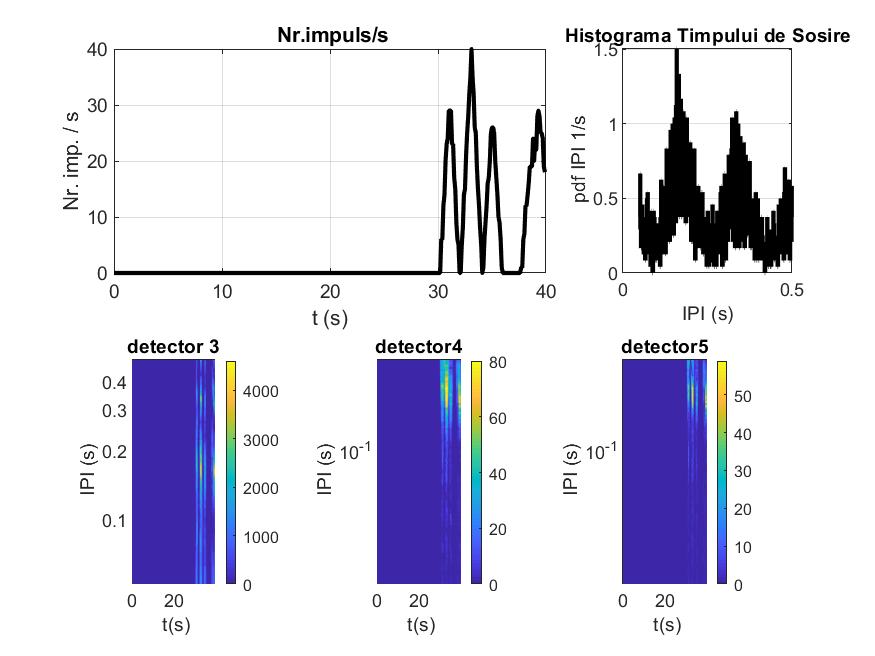 Nr.impuls/s
Nr. imp. / s
40
30
20
10
0
0 10 20 30 40
t (s)
Histograma Timpului de Sosire
pdf IPI 1/s
1.5
1
0.5
0
0 0.5
IPI (s)
detector 3
IPI (s)
0.4
0.3
0.2
0.1
0 20
t(s)
4000
3000
2000
1000
0
detector4
IPI (s)
10-1
0 20
t(s)
80
60
40
20
0
detector5
IPI (s)
10-1
0 20
t(s)
50
40
30
20
10
0